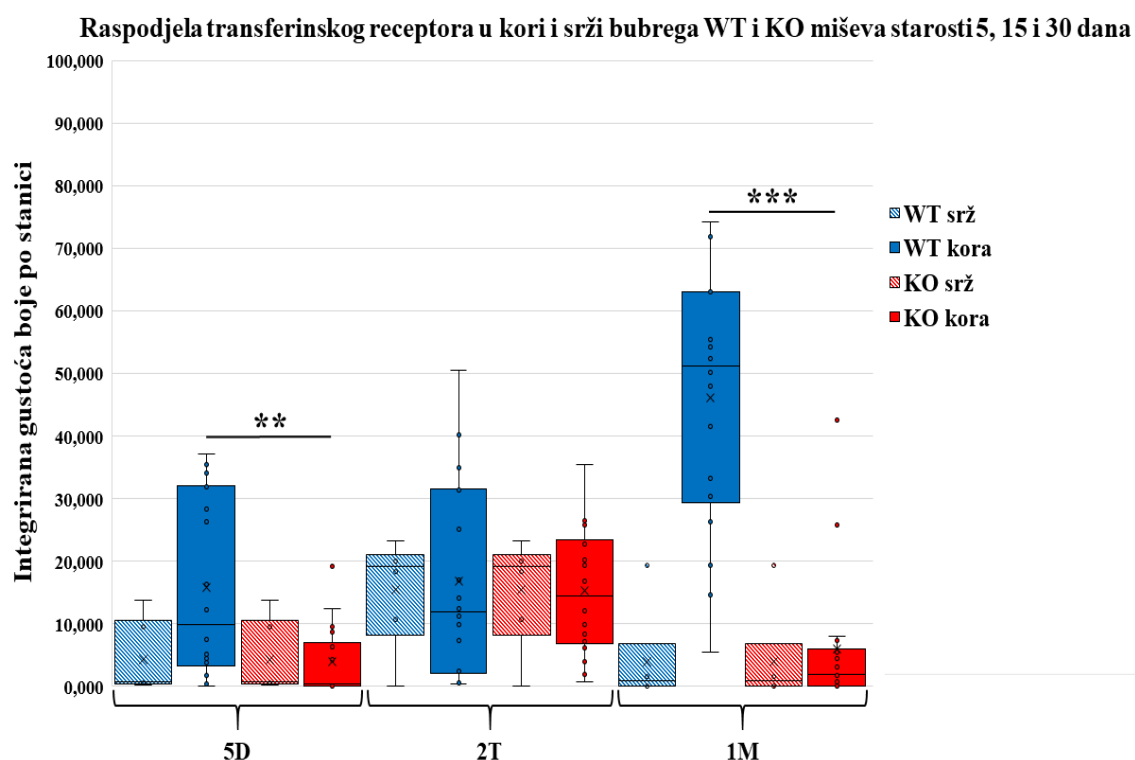 Raspodjela transferinskog receptora u kori i srži bubrega WT i KO miševa starosti 5, 15 i 30 dana
Integrirana gustoća boje po stanici
100,000
90,000
80,000
70,000
60,000
50,000
40,000
30,000
20,000
10,000
0,000
**
***
5D
2T
1M
WT srž
WT kora
KO srž
KO kora